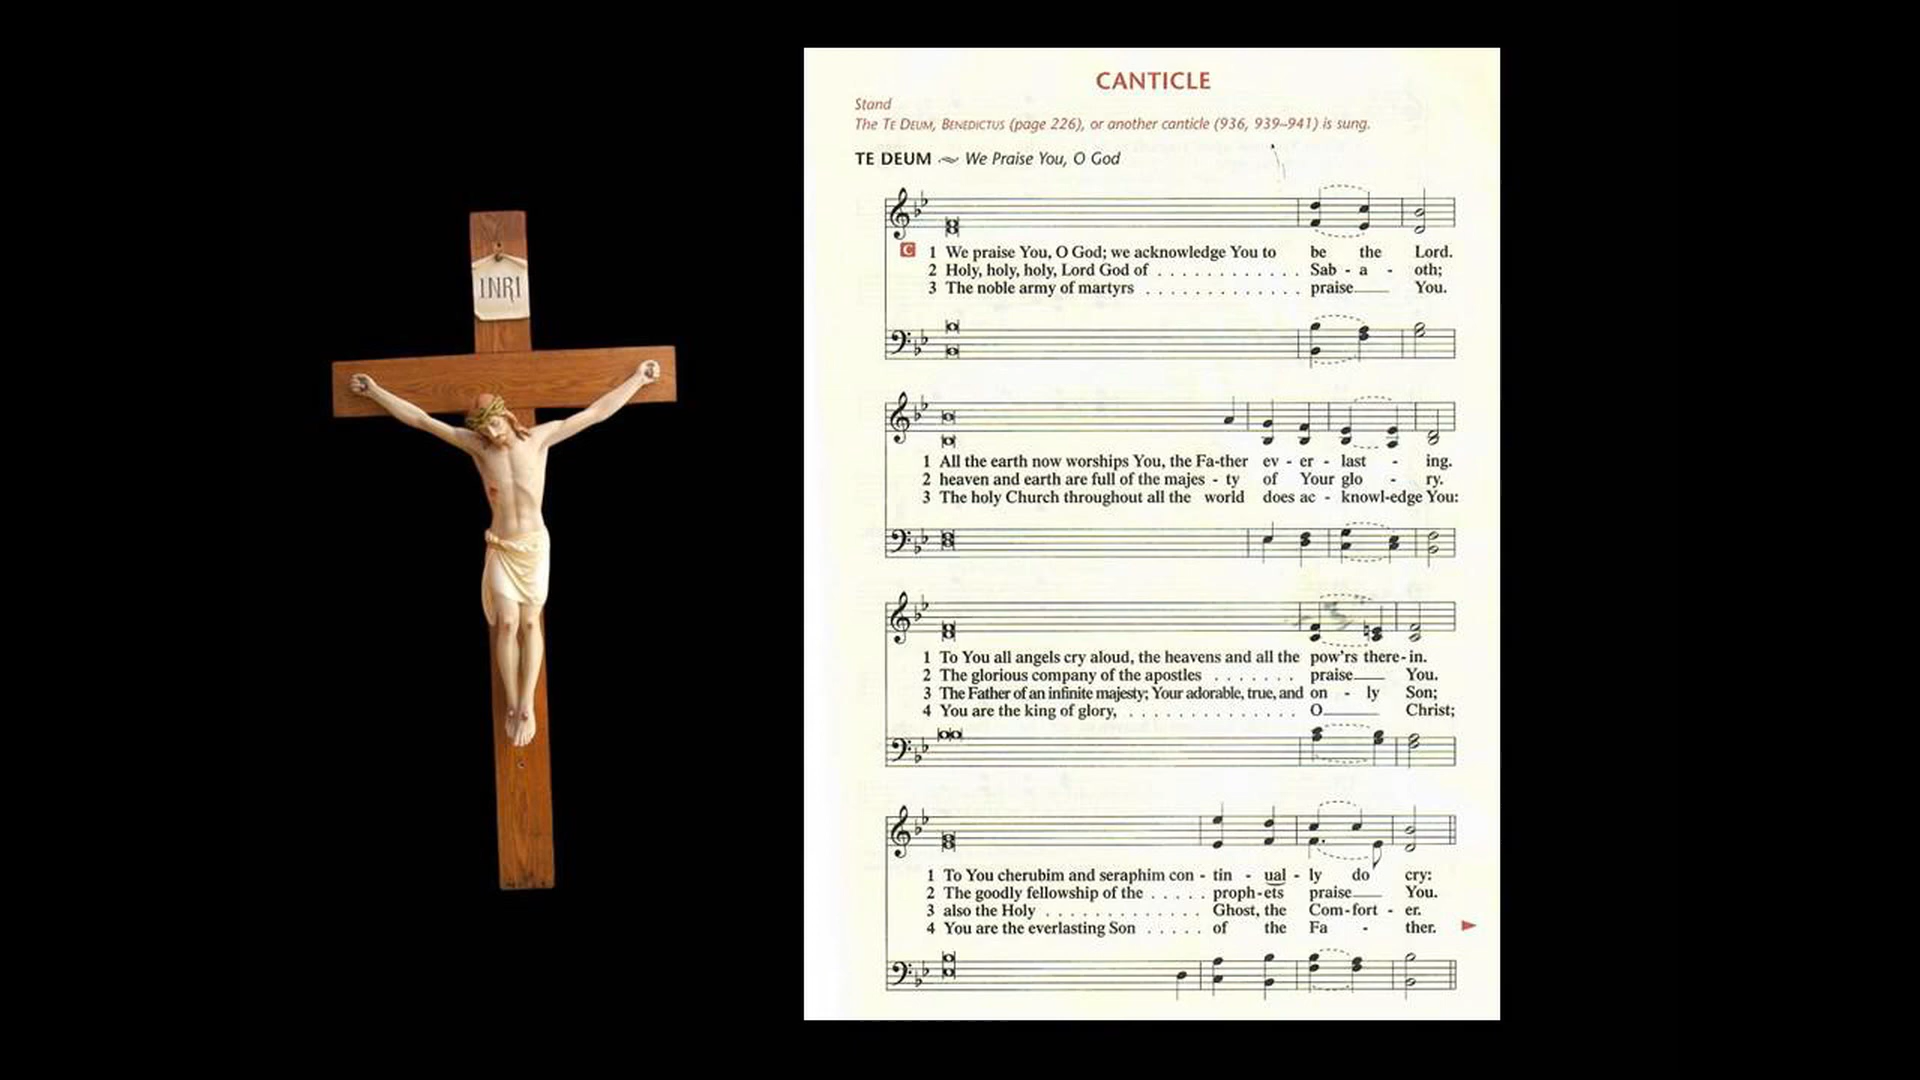 INRI
CANTICLE
Stand
The TE DEUM, BENEDICTUS (page 226), or another canticle (936, 939–941) is sung.
TE DEUM ~ We Praise You, O God
C 1 We praise You, O God; we acknowledge You to be the Lord.
2 Holy, holy, holy, Lord God of . . . . . . . . . . . . Sab - a - oth;
3 The noble army of martyrs . . . . . . . . . . . . . praise___ You.
1 All the earth now worships You, the Fa-ther ev - er - last - ing.
2 heaven and earth are full of the majes - ty of Your glo - ry.
3 The holy Church throughout all the world does ac - knowl-edge You:
1 To You all angels cry aloud, the heavens and all the pow'rs there-in.
2 The glorious company of the apostles . . . . . . . praise___ You.
3 The Father of an infinite majesty; Your adorable, true, and on - ly Son;
4 You are the king of glory, . . . . . . . . . . . . . . O___ Christ;
1 To You cherubim and seraphim con - tin - ual - ly do cry:
2 The goodly fellowship of the . . . . . proph-ets praise___ You.
3 also the Holy . . . . . . . . . . . . . Ghost, the Com-fort - er.
4 You are the everlasting Son . . . . . of the Fa - ther.